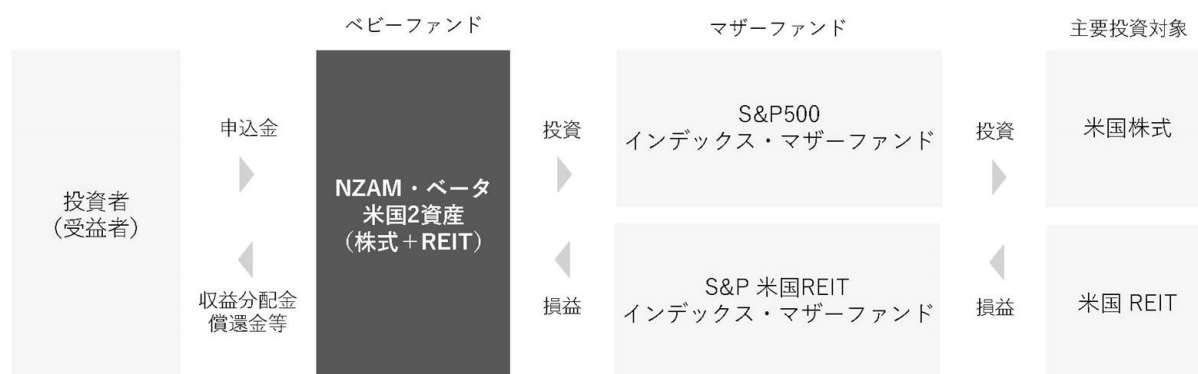 ベビーファンド
マザーファンド
主要投資対象
投資者
（受益者）
申込金
収益分配金
償還金等
NZAM・ベータ
米国2資産
（株式＋REIT）
投資
損益
S&P500
インデックス・マザーファンド
S&P 米国REIT
インデックス・マザーファンド
投資
損益
米国株式
米国 REIT